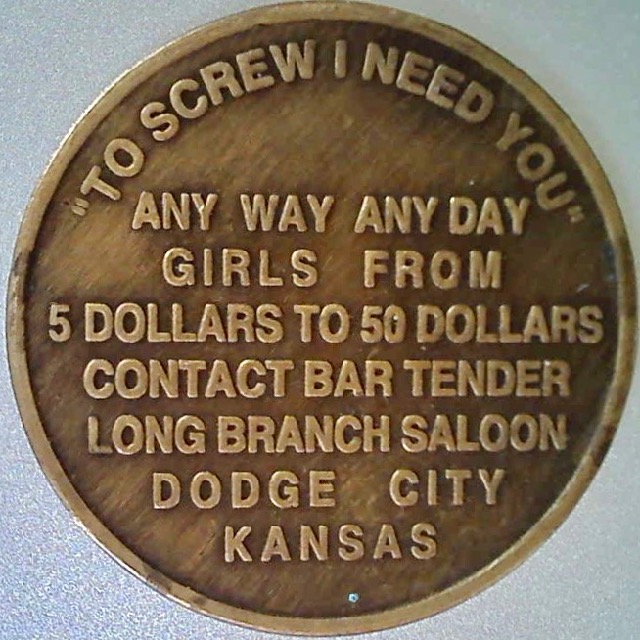 "TO SCREW I NEED YOU"
ANY WAY ANY DAY
GIRLS FROM
5 DOLLARS TO 50 DOLLARS
CONTACT BAR TENDER
LONG BRANCH SALOON
DODGE CITY
KANSAS